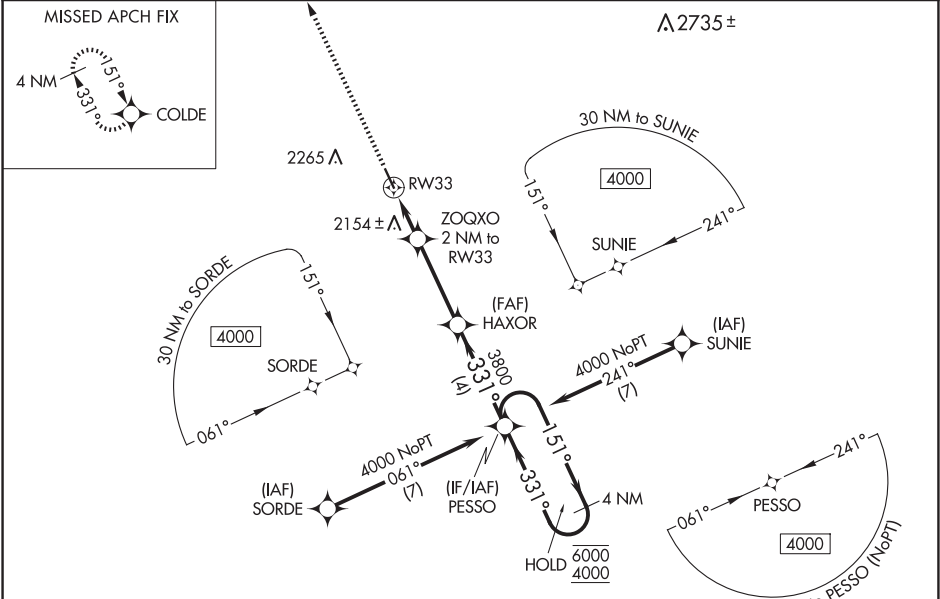 MISSED APCH FIX
4 NM
151°
331°
COLDE
2735 ±
30 NM to SUNIE
4000
151°
241°
SUNIE
2265
RW33
2154 ±
ZOQXO
2 NM to
RW33
30 NM to SORDE
4000
151°
SORDE
061°
(FAF)
HAXOR
(IAF)
SUNIE
4000 NoPT
241°
(7)
3800
331°
(4)
4000 NoPT
061°
(7)
(IAF)
SORDE
(IF/IAF)
PESSO
151°
331°
4 NM
HOLD
6000
4000
241°
061°
PESSO
4000
PESSO (NoPT)